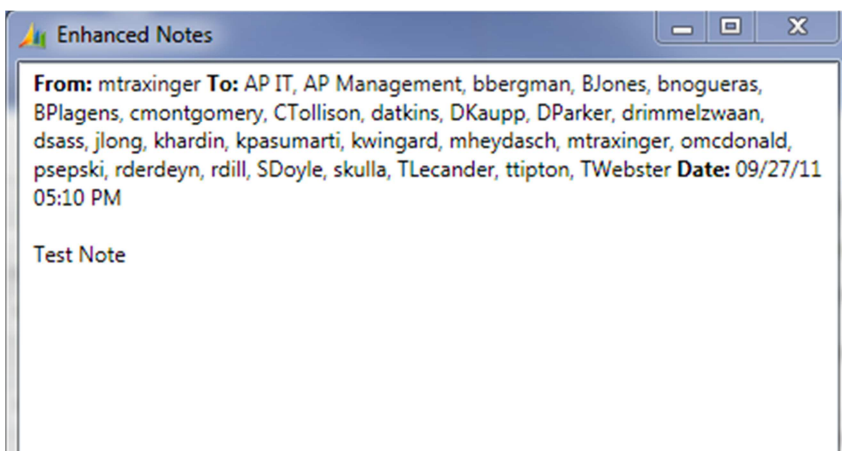 Enhanced Notes
From: mtraxinger To: AP IT, AP Management, bbergman, BJones, bnogueras,
BPlagens, cmontgomery, CTollison, datkins, DKaupp, DParker, drimmelzwaan,
dsass, jlong, khardin, kpasumarti, kwingard, mheydasch, mtraxinger, omcdonald,
psepski, rderdeyn, rdill, SDoyle, skulla, TLecander, ttipton, TWebster Date: 09/27/11
05:10 PM
Test Note